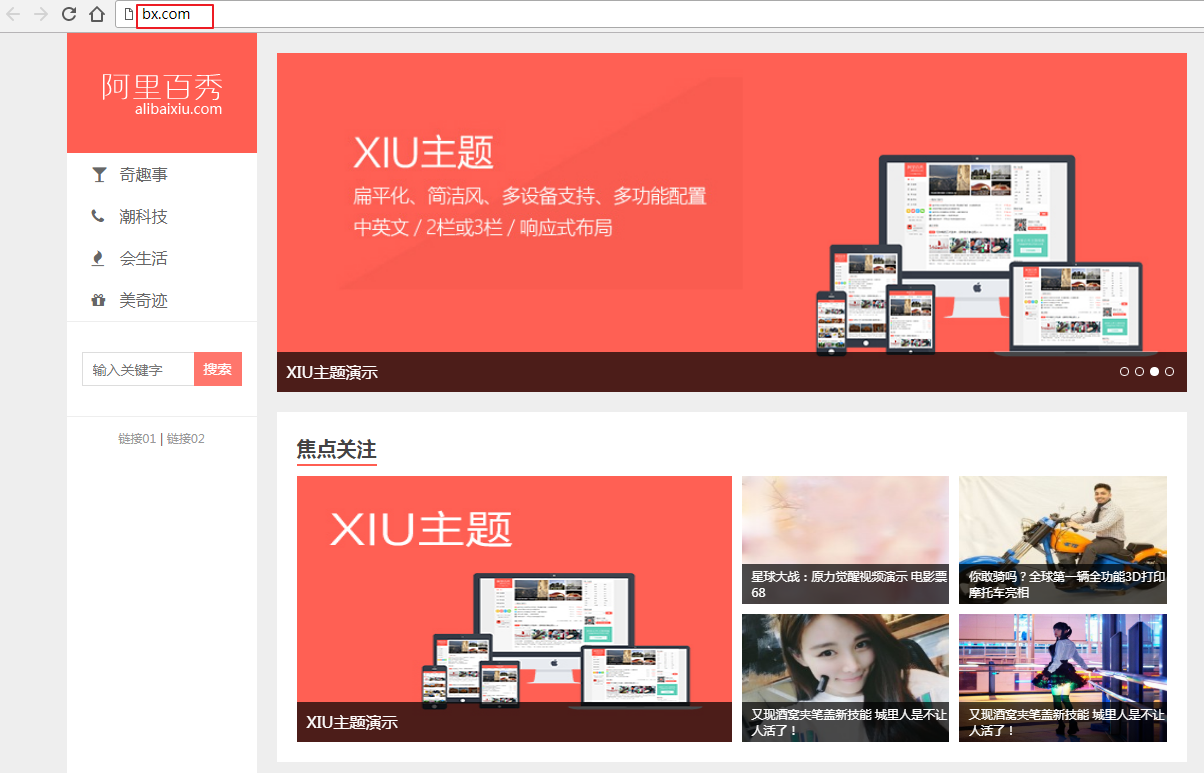 bx.com
阿里百秀
alibaixiu.com
奇趣事
潮科技
会生活
美奇迹
输入关键字
搜索
链接01 | 链接02
XIU主题
扁平化、简洁风、多设备支持、多功能配置
中英文 / 2栏或3栏 / 响应式布局
XIU主题演示
焦点关注
XIU主题
XIU主题演示
星球大战：原力觉醒视频演示 电影票
68
你敢骑吗？全球第一辆全功能3D打印
摩托车亮相
又现酒窝夹笔盖新技能 城里人是不让
人活了！
又现酒窝夹笔盖新技能 城里人是不让
人活了！